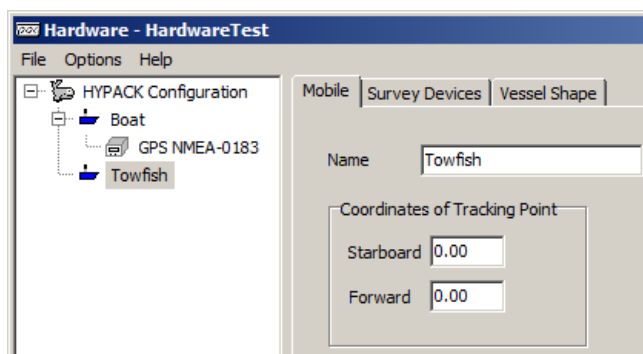 Hardware - HardwareTest
File Options Help
HYPACK Configuration
Boat
GPS NMEA-0183
Towfish
Mobile Survey Devices Vessel Shape
Name Towfish
Coordinates of Tracking Point
Starboard 0.00
Forward 0.00